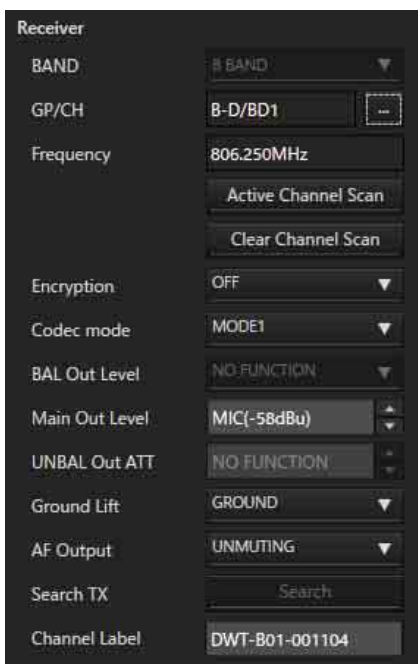 Receiver
BAND B BAND
GP/CH B-D/BD1 ...
Frequency 806.250MHz
Active Channel Scan
Clear Channel Scan
Encryption OFF
Codec mode MODE1
BAL Out Level NO FUNCTION
Main Out Level MIC(-58dBu)
UNBAL Out ATT NO FUNCTION
Ground Lift GROUND
AF Output UNMUTING
Search TX Search
Channel Label DWT-B01-001104